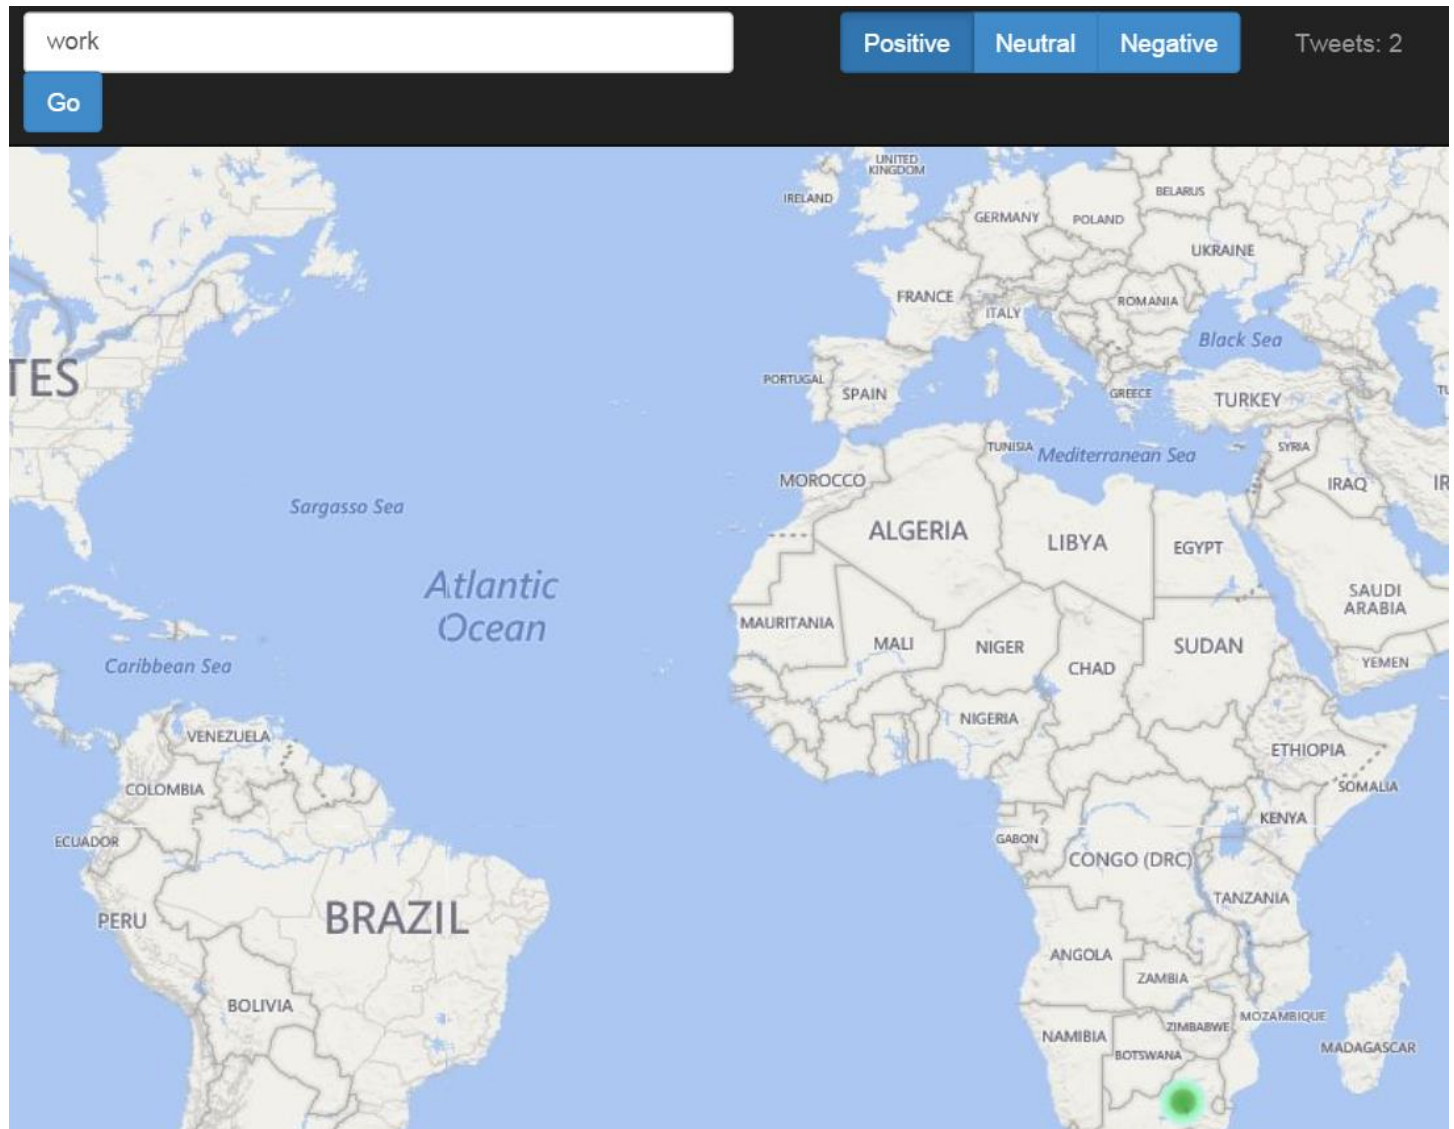 work
Positive
Neutral
Negative
Tweets: 2
Go
UNITED
KINGDOM
IRELAND
BELARUS
GERMANY
POLAND
UKRAINE
FRANCE
ROMANIA
ITALY
Black Sea
TES
PORTUGAL
SPAIN
GREECE
TURKEY
TU
TUNISIA
Mediterranean Sea
SYRIA
MOROCCO
IRAQ
IR
Sargasso Sea
ALGERIA
LIBYA
EGYPT
Atlantic
Ocean
SAUDI
ARABIA
MAURITANIA
MALI
NIGER
SUDAN
CHAD
YEMEN
Caribbean Sea
NIGERIA
VENEZUELA
ETHIOPIA
COLOMBIA
SOMALIA
KENYA
ECUADOR
GABON
CONGO (DRC)
TANZANIA
PERU
BRAZIL
ANGOLA
ZAMBIA
BOLIVIA
MOZAMBIQUE
ZIMBABWE
NAMIBIA
BOTSWANA
MADAGASCAR